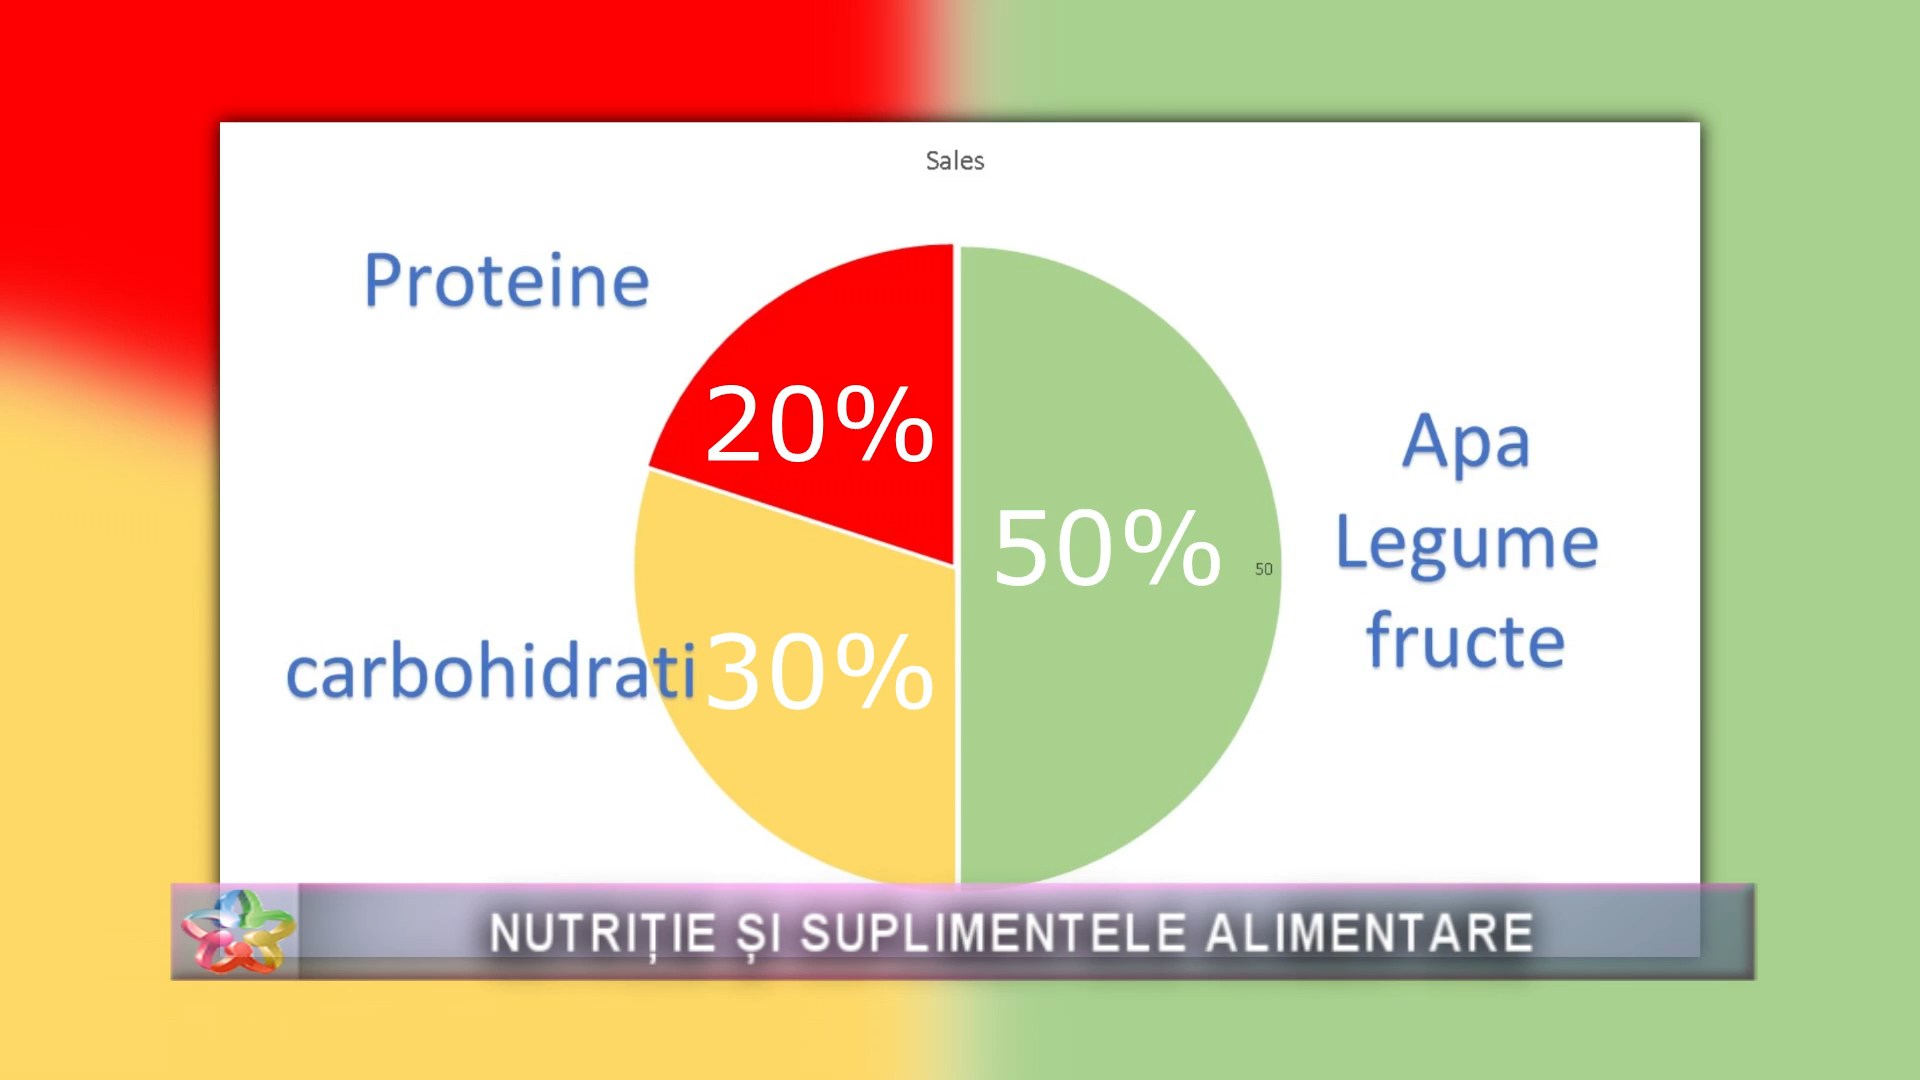 Sales
Proteine
20%
50%
50
Apa
Legume
fructe
carbohidrati
30%
NUTRIȚIE ȘI SUPLIMENTELE ALIMENTARE